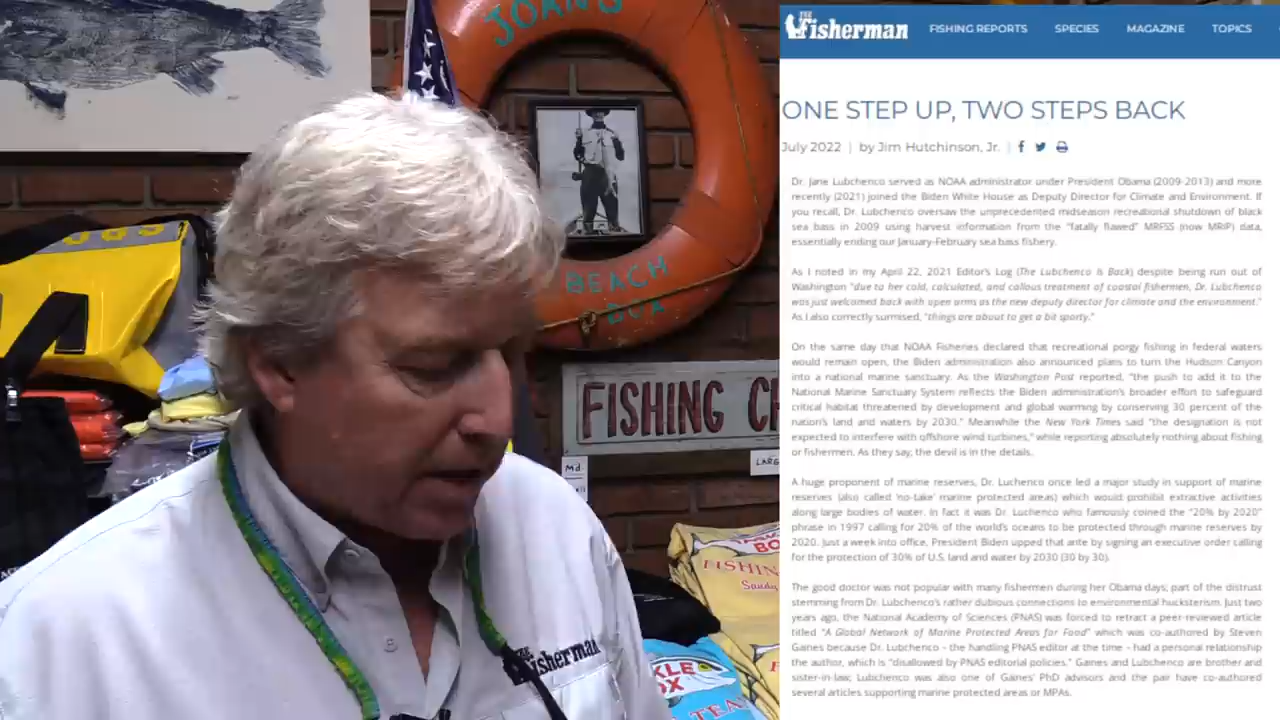 JOAN'S
BEACH
BOX
FISHING CH
Md.
LARG
THE
Fisherman
KLE
OX
TEA
BO
FISHIN
Sandy
THE
Fisherman
FISHING REPORTS SPECIES MAGAZINE TOPICS
ONE STEP UP, TWO STEPS BACK
July 2022 | by Jim Hutchinson, Jr. |
Dr. Jane Lubchenco served as NOAA administrator under President Obama (2009-2013) and more
recently (2021) joined the Biden White House as Deputy Director for Climate and Environment. If
you recall, Dr. Lubchenco oversaw the unprecedented midseason recreational shutdown of black
sea bass in 2009 using harvest information from the "fatally flawed" MRFSS (now MRIP) data,
essentially ending our January-February sea bass fishery.
As I noted in my April 22, 2021 Editor's Log (The Lubchenco Is Back) despite being run out of
Washington "due to her cold, calculated, and callous treatment of coastal fishermen, Dr. Lubchenco
was just welcomed back with open arms as the new deputy director for climate and the environment."
As I also correctly surmised, "things are about to get a bit sporty."
On the same day that NOAA Fisheries declared that recreational porgy fishing in federal waters
would remain open, the Biden administration also announced plans to turn the Hudson Canyon
into a national marine sanctuary. As the Washington Post reported, "the push to add it to the
National Marine Sanctuary System reflects the Biden administration's broader effort to safeguard
critical habitat threatened by development and global warming by conserving 30 percent of the
nation's land and waters by 2030." Meanwhile the New York Times said "the designation is not
expected to interfere with offshore wind turbines," while reporting absolutely nothing about fishing
or fishermen. As they say, the devil is in the details.
A huge proponent of marine reserves, Dr. Luchenco once led a major study in support of marine
reserves (also called 'no-take' marine protected areas) which would prohibit extractive activities
along large bodies of water. In fact it was Dr. Luchenco who famously coined the "20% by 2020"
phrase in 1997 calling for 20% of the world's oceans to be protected through marine reserves by
2020. Just a week into office, President Biden upped that ante by signing an executive order calling
for the protection of 30% of U.S. land and water by 2030 (30 by 30).
The good doctor was not popular with many fishermen during her Obama days; part of the distrust
stemming from Dr. Lubchenco's rather dubious connections to environmental hucksterism. Just two
years ago, the National Academy of Sciences (PNAS) was forced to retract a peer-reviewed article
titled "A Global Network of Marine Protected Areas for Food" which was co-authored by Steven
Gaines because Dr. Lubchenco – the handling PNAS editor at the time – had a personal relationship
the author, which is "disallowed by PNAS editorial policies." Gaines and Lubchenco are brother and
sister-in-law; Lubchenco was also one of Gaines' PhD advisors and the pair have co-authored
several articles supporting marine protected areas or MPAs.